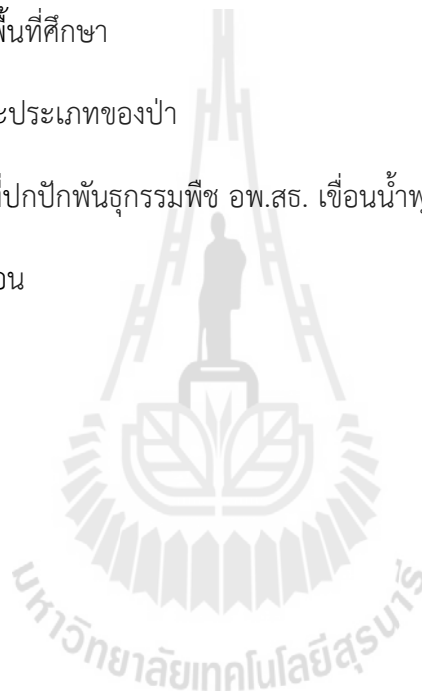 พื้นที่ศึกษา
ะประเภทของป่า
ที่ปกปักพันธุกรรมพืช อพ.สธ. เขื่อนน้ำพ
อน
มหาวิทยาลัยเทคโนโลยีสุรนารี